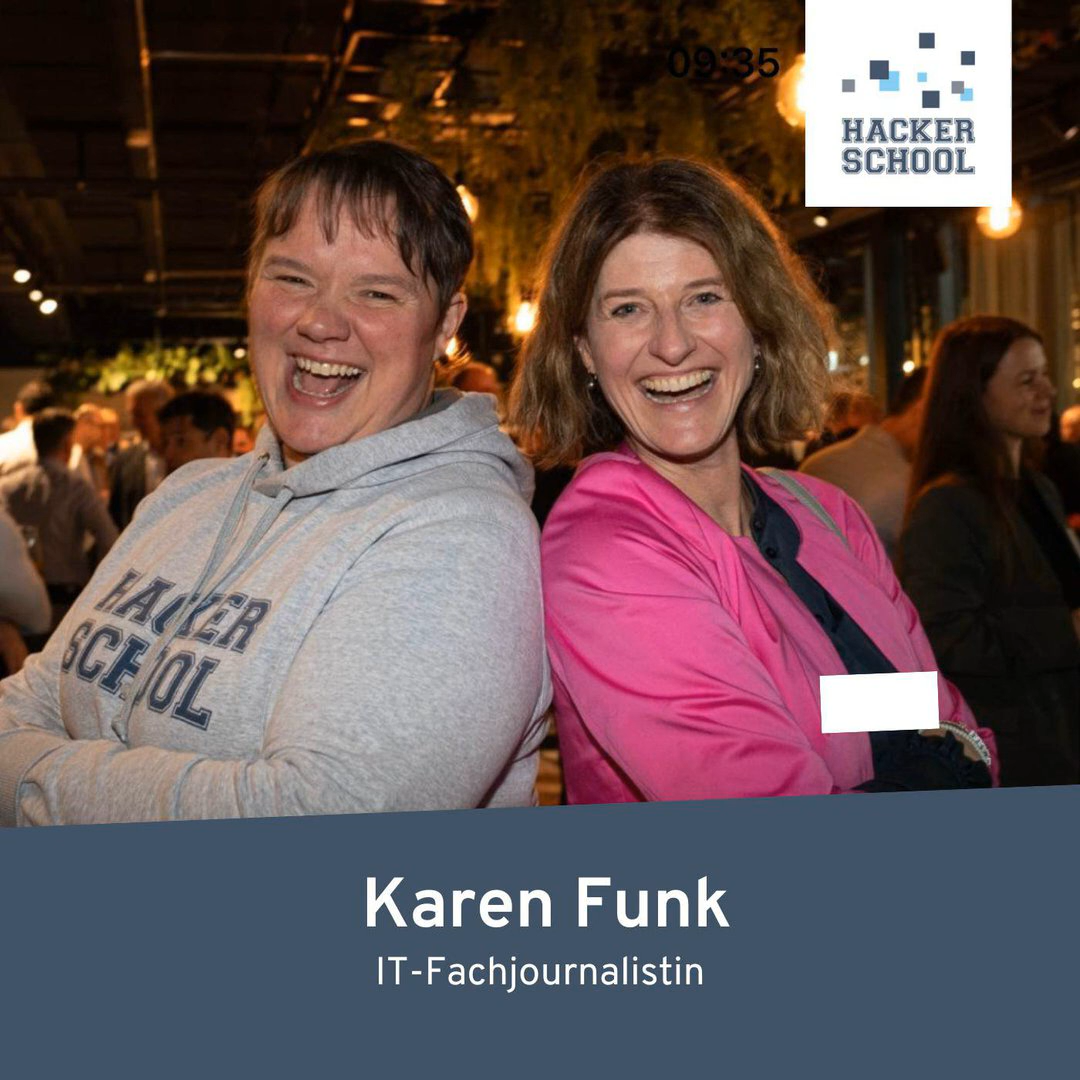 09:35
HACKER
SCHOOL
HACKER
SCHOOL
Karen Funk
IT-Fachjournalistin